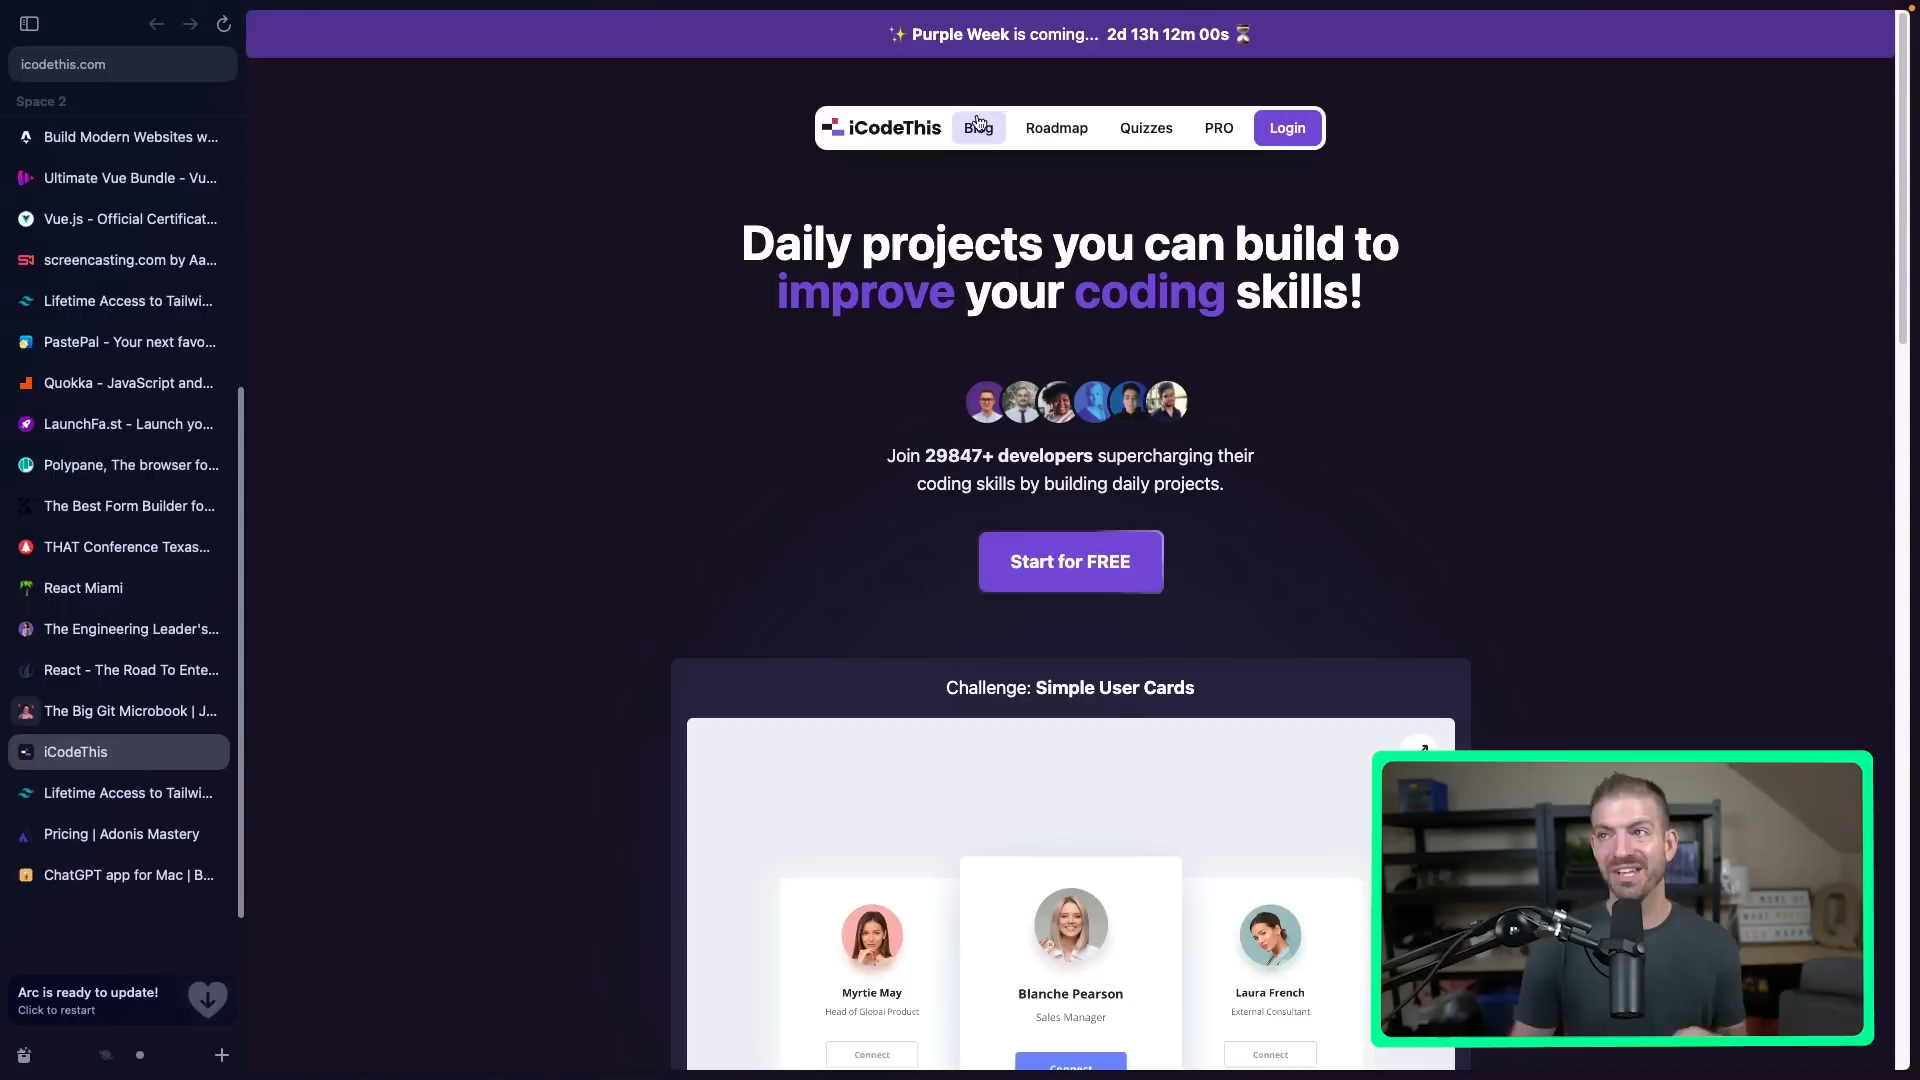 icodethis.com
Space 2
Build Modern Websites w...
Ultimate Vue Bundle - Vu...
Vue.js - Official Certificat...
screencasting.com by Aa...
Lifetime Access to Tailwi...
PastePal - Your next favo...
Quokka - JavaScript and...
LaunchFa.st - Launch yo...
Polypane, The browser fo...
The Best Form Builder fo...
THAT Conference Texas...
React Miami
The Engineering Leader's...
React - The Road To Ente...
The Big Git Microbook | J...
iCodeThis
Lifetime Access to Tailwi...
Pricing | Adonis Mastery
ChatGPT app for Mac | B...
Arc is ready to update!
Click to restart
✨ Purple Week is coming... 2d 13h 12m 00s ⏳
iCodeThis Blog Roadmap Quizzes PRO Login
Daily projects you can build to
improve your coding skills!
Join 29847+ developers supercharging their
coding skills by building daily projects.
Start for FREE
Challenge: Simple User Cards
Myrtie May
Head of Global Product
Connect
Blanche Pearson
Sales Manager
Connect
Laura French
External Consultant
Connect